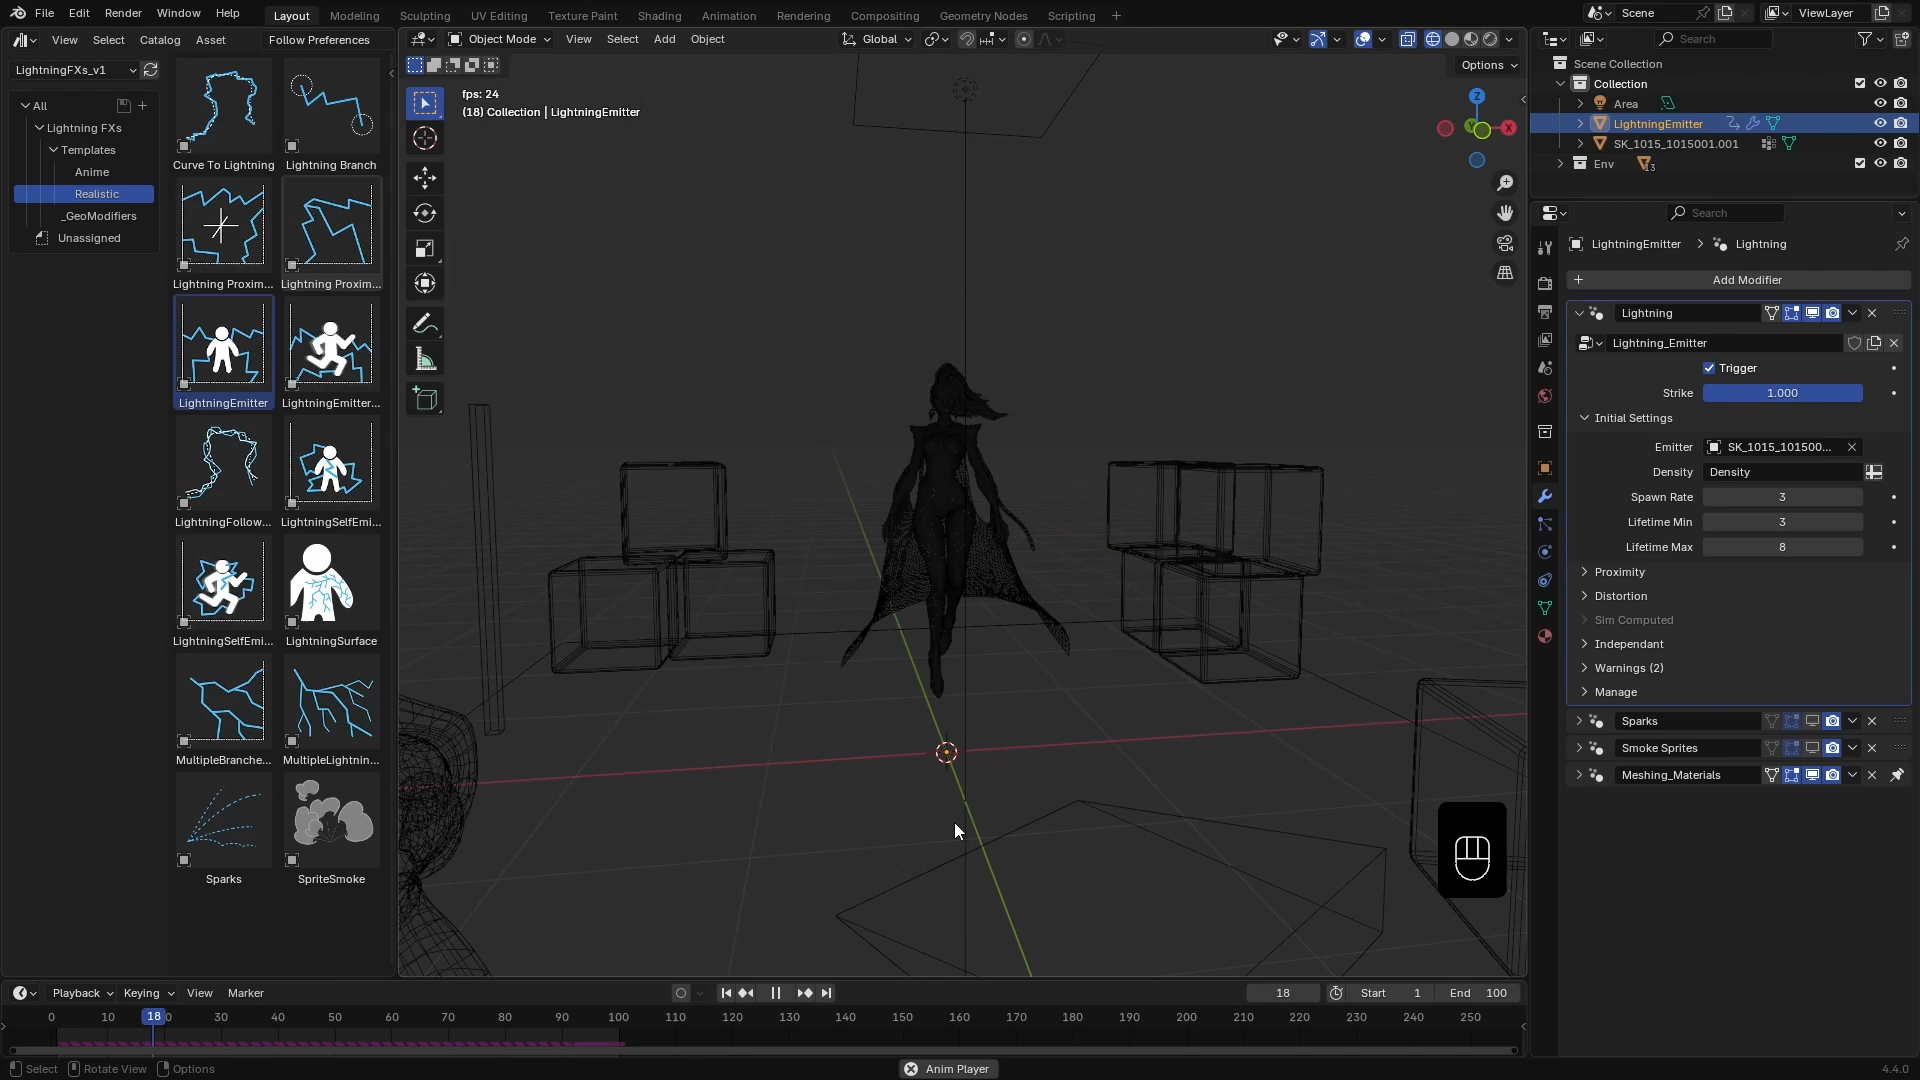 File Edit Render Window Help Layout Modeling Sculpting UV Editing Texture Paint Shading Animation Rendering Compositing Geometry Nodes Scripting Scene ViewLayer
View Select Catalog Asset Follow Preferences Object Mode View Select Add Object Global Search
LightningFXs_v1
All
Lightning FXs
Templates
Anime
Realistic
_GeoModifiers
Unassigned
Curve To Lightning Lightning Branch
Lightning Proxim... Lightning Proxim...
LightningEmitter LightningEmitter...
LightningFollow... LightningSelfEmi...
LightningSelfEmi... LightningSurface
MultipleBranche... MultipleLightnin...
Sparks SpriteSmoke
Options
fps: 24
(18) Collection | LightningEmitter
Z
Y
X
Scene Collection
Collection
Area
LightningEmitter
SK_1015_1015001.001
Env 13
Search
LightningEmitter > Lightning
Add Modifier
Lightning
Lightning_Emitter
Trigger
Strike 1.000
Initial Settings
Emitter SK_1015_101500...
Density Density
Spawn Rate 3
Lifetime Min 3
Lifetime Max 8
Proximity
Distortion
Sim Computed
Independant
Warnings (2)
Manage
Sparks
Smoke Sprites
Meshing_Materials
Playback Keying View Marker 18 Start 1 End 100
0 10 18 20 30 40 50 60 70 80 90 100 110 120 130 140 150 160 170 180 190 200 210 220 230 240 250
Select Rotate View Options Anim Player 4.4.0